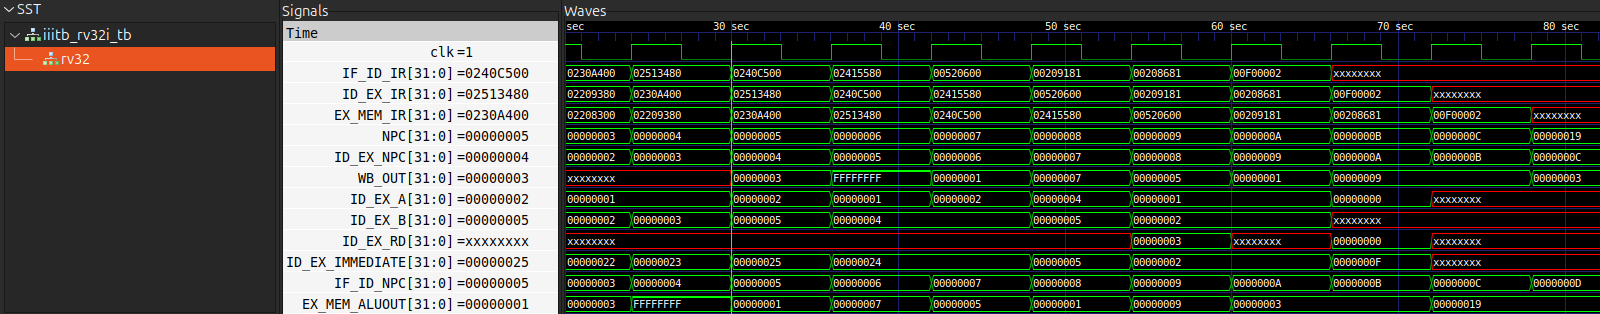 SST
iiitb_rv32i_tb
rv32
Signals
Time
clk=1
IF_ID_IR[31:0]=0240C500
ID_EX_IR[31:0]=02513480
EX_MEM_IR[31:0]=0230A400
NPC[31:0]=00000005
ID_EX_NPC[31:0]=00000004
WB_OUT[31:0]=00000003
ID_EX_A[31:0]=00000002
ID_EX_B[31:0]=00000005
ID_EX_RD[31:0]=xxxxxxxx
ID_EX_IMMEDIATE[31:0]=00000025
IF_ID_NPC[31:0]=00000005
EX_MEM_ALUOUT[31:0]=00000001
Waves
sec 30 sec 40 sec 50 sec 60 sec 70 sec 80 sec
0230A400 02513480 0240C500 02415580 00520600 00209181 00208681 00F00002 xxxxxxxx
02209380 0230A400 02513480 0240C500 02415580 00520600 00209181 00208681 00F00002 xxxxxxxx
02208300 02209380 0230A400 02513480 0240C500 02415580 00520600 00209181 00208681 00F00002 xxxxxxxx
00000003 00000004 00000005 00000006 00000007 00000008 00000009 0000000A 0000000B 0000000C 00000019
00000002 00000003 00000004 00000005 00000006 00000007 00000008 00000009 0000000A 0000000B 0000000C
xxxxxxxx 00000003 FFFFFFFF 00000001 00000007 00000005 00000001 00000009 00000003
00000001 00000002 00000001 00000002 00000004 00000001 00000000 xxxxxxxx
00000002 00000003 00000005 00000004 00000005 00000002 xxxxxxxx
xxxxxxxx 00000003 xxxxxxxx 00000000 xxxxxxxx
00000022 00000023 00000025 00000024 00000005 00000002 0000000F xxxxxxxx
00000003 00000004 00000005 00000006 00000007 00000008 00000009 0000000A 0000000B 0000000C 0000000D
00000003 FFFFFFFF 00000001 00000007 00000005 00000001 00000009 00000003 00000019